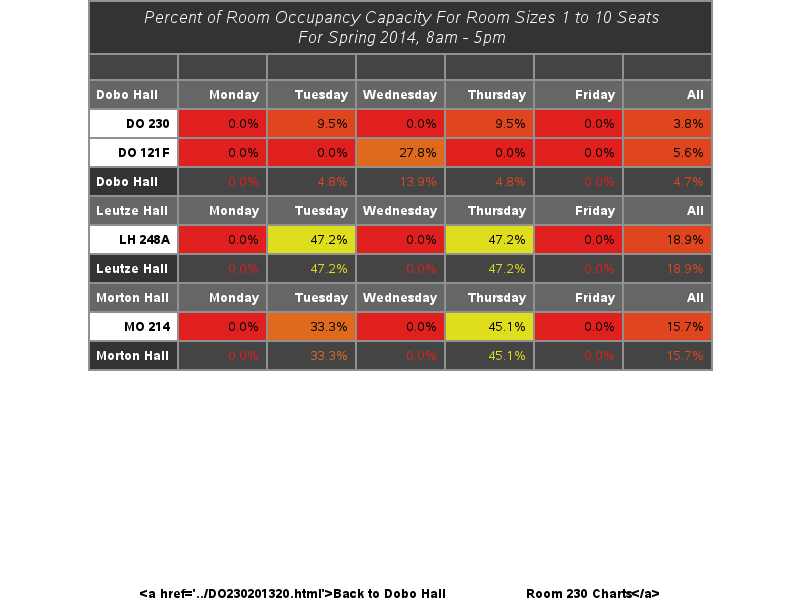 Percent of Room Occupancy Capacity For Room Sizes 1 to 10 Seats
For Spring 2014, 8am - 5pm
Dobo Hall Monday Tuesday Wednesday Thursday Friday All
DO 230 0.0% 9.5% 0.0% 9.5% 0.0% 3.8%
DO 121F 0.0% 0.0% 27.8% 0.0% 0.0% 5.6%
Dobo Hall 0.0% 4.8% 13.9% 4.8% 0.0% 4.7%
Leutze Hall Monday Tuesday Wednesday Thursday Friday All
LH 248A 0.0% 47.2% 0.0% 47.2% 0.0% 18.9%
Leutze Hall 0.0% 47.2% 0.0% 47.2% 0.0% 18.9%
Morton Hall Monday Tuesday Wednesday Thursday Friday All
MO 214 0.0% 33.3% 0.0% 45.1% 0.0% 15.7%
Morton Hall 0.0% 33.3% 0.0% 45.1% 0.0% 15.7%
<a href='../DO230201320.html'>Back to Dobo Hall Room 230 Charts</a>